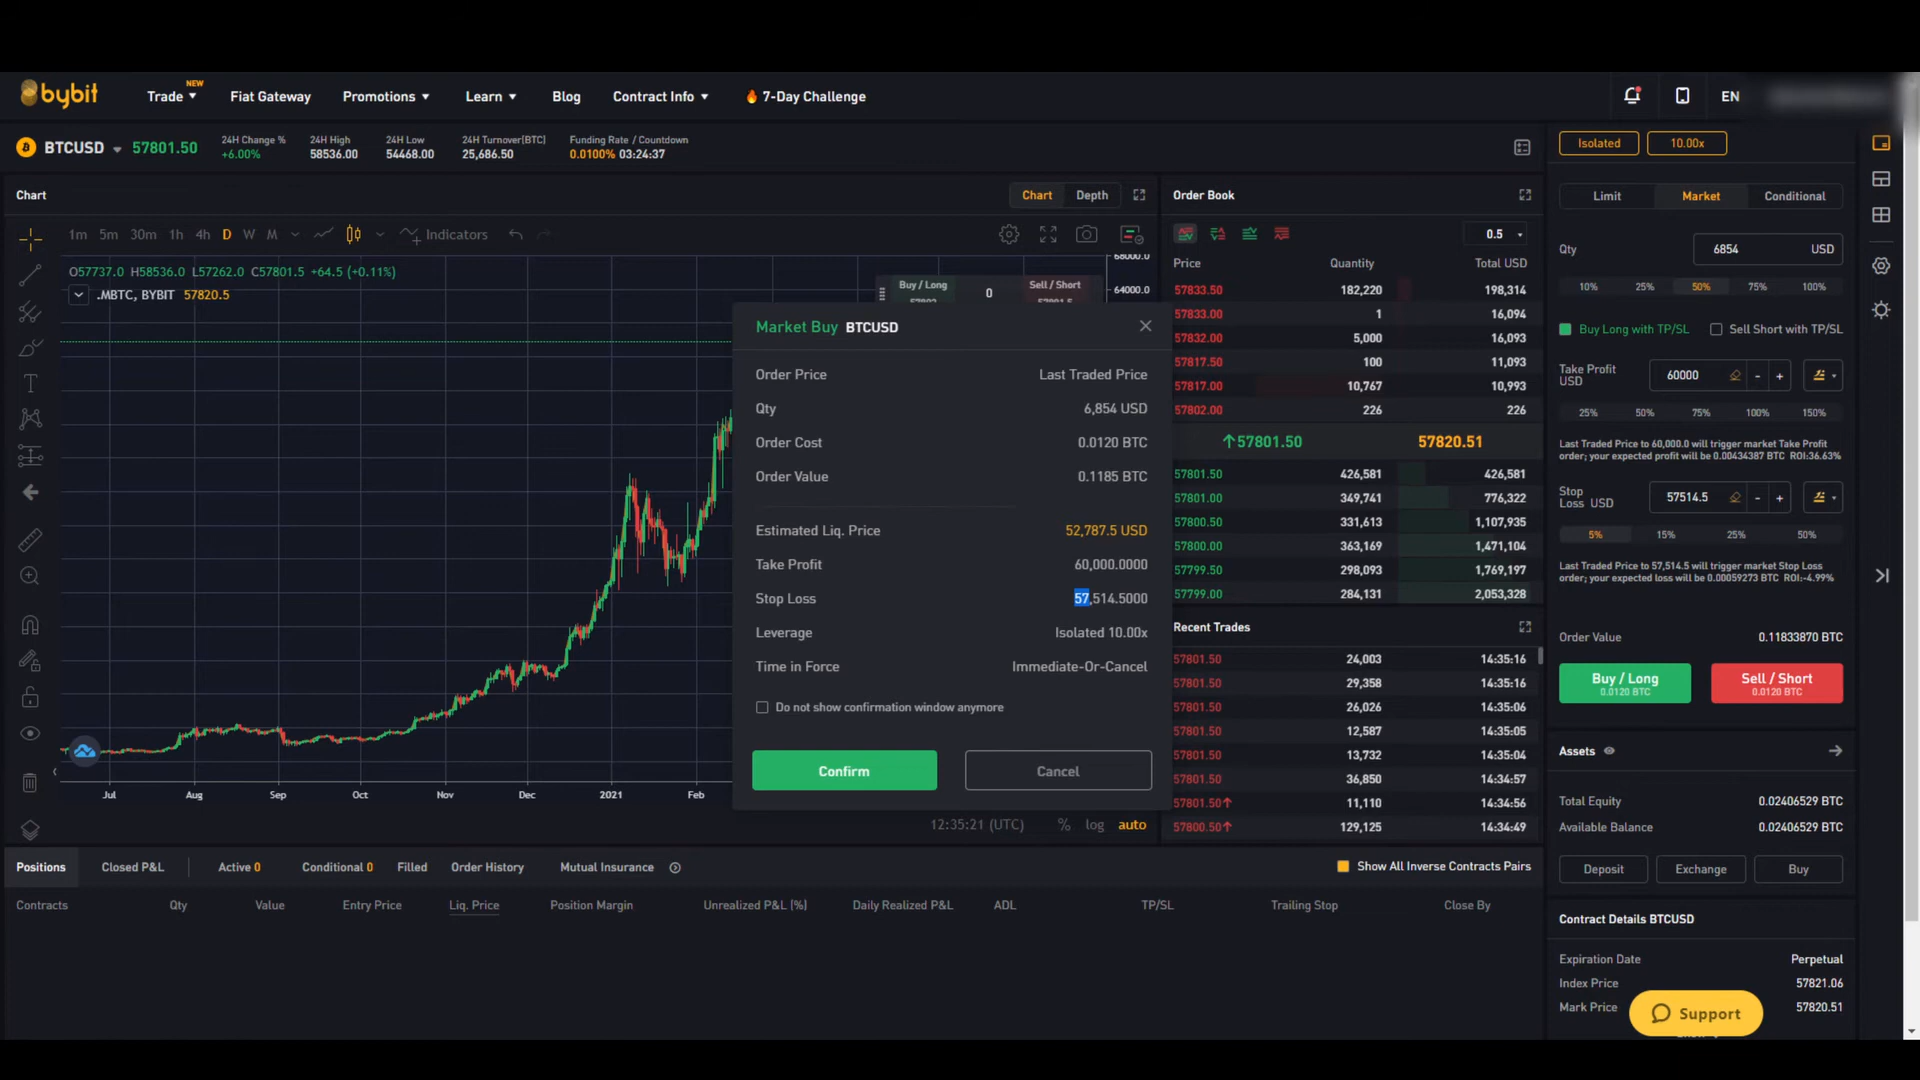 bybit
Trade NEW
Fiat Gateway
Promotions
Learn
Blog
Contract Info
7-Day Challenge
EN
BTCUSD
57801.50
24H Change %
+6.00%
24H High
58536.00
24H Low
54468.00
24H Turnover(BTC)
25,686.50
Funding Rate / Countdown
0.0100% 03:24:37
Chart
Chart Depth
1m 5m 30m 1h 4h D W M
Indicators
O57737.0 H58536.0 L57262.0 C57801.5 +64.5 (+0.11%)
.MBTC, BYBIT 57820.5
Buy / Long
0
Sell / Short
68000.0
64000.0
Market Buy BTCUSD
Order Price Last Traded Price
Qty 6,854 USD
Order Cost 0.0120 BTC
Order Value 0.1185 BTC
Estimated Liq. Price 52,787.5 USD
Take Profit 60,000.0000
Stop Loss 57,514.5000
Leverage Isolated 10.00x
Time in Force Immediate-Or-Cancel
Do not show confirmation window anymore
Confirm Cancel
Jul Aug Sep Oct Nov Dec 2021 Feb
12:35:21 (UTC) % log auto
Order Book
0.5
Price Quantity Total USD
57833.50 182,220 198,314
57833.00 1 16,094
57832.00 5,000 16,093
57817.50 100 11,093
57817.00 10,767 10,993
57802.00 226 226
57801.50 57820.51
57801.50 426,581 426,581
57801.00 349,741 776,322
57800.50 331,613 1,107,935
57800.00 363,169 1,471,104
57799.50 298,093 1,769,197
57799.00 284,131 2,053,328
Recent Trades
57801.50 24,003 14:35:16
57801.50 29,358 14:35:16
57801.50 26,026 14:35:06
57801.50 12,587 14:35:05
57801.50 13,732 14:35:04
57801.50 36,850 14:34:57
57801.50 11,110 14:34:56
57800.50 129,125 14:34:49
Isolated 10.00x
Limit Market Conditional
Qty 6854 USD
10% 25% 50% 75% 100%
Buy Long with TP/SL Sell Short with TP/SL
Take Profit
USD
60000 - +
25% 50% 75% 100% 150%
Last Traded Price to 60,000.0 will trigger market Take Profit
order; your expected profit will be 0.00434387 BTC ROI:36.63%
Stop
Loss USD
57514.5 - +
5% 15% 25% 50%
Last Traded Price to 57,514.5 will trigger market Stop Loss
order; your expected loss will be 0.00059273 BTC ROI:-4.99%
Order Value 0.11833870 BTC
Buy / Long
0.0120 BTC
Sell / Short
0.0120 BTC
Assets
Total Equity 0.02406529 BTC
Available Balance 0.02406529 BTC
Deposit Exchange Buy
Contract Details BTCUSD
Expiration Date Perpetual
Index Price 57821.06
Mark Price 57820.51
Support
Positions Closed P&L Active 0 Conditional 0 Filled Order History Mutual Insurance
Show All Inverse Contracts Pairs
Contracts Qty Value Entry Price Liq. Price Position Margin Unrealized P&L (%) Daily Realized P&L ADL TP/SL Trailing Stop Close By